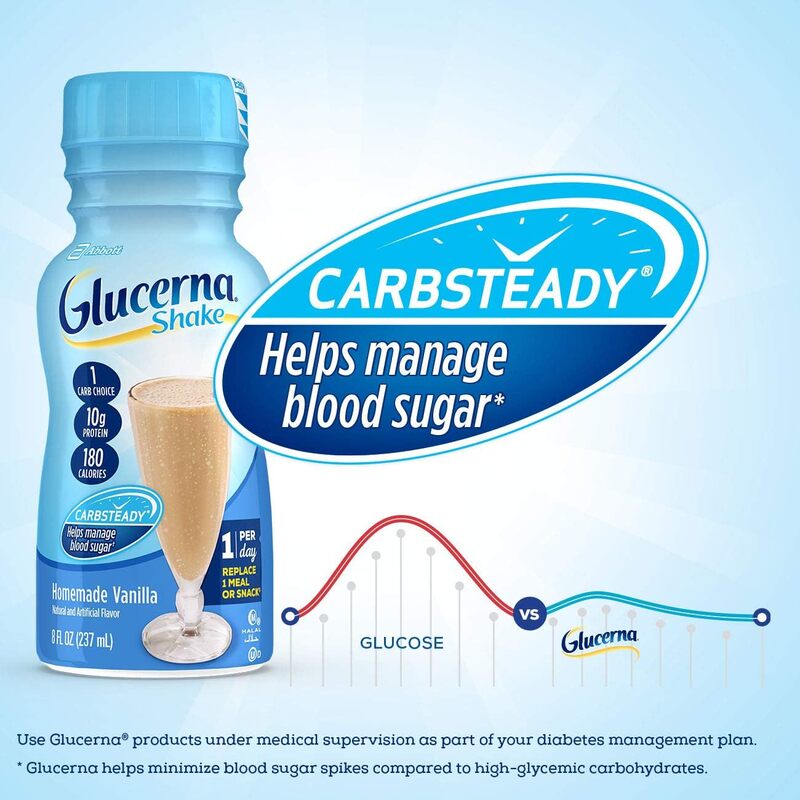 Easy
Abbott
Glucerna®
Shake
1
CARB CHOICE
10g
PROTEIN
180
CALORIES
CARBSTEADY®
Helps manage
blood sugar†
1 PER
day
REPLACE
1 MEAL
OR SNACK
Homemade Vanilla
Natural and Artificial Flavor
8 FL OZ (237 mL)
HALAL
حلال
U D
CARBSTEADY®
Helps manage
blood sugar*
GLUCOSE
VS
Glucerna
Use Glucerna® products under medical supervision as part of your diabetes management plan.
* Glucerna helps minimize blood sugar spikes compared to high-glycemic carbohydrates.